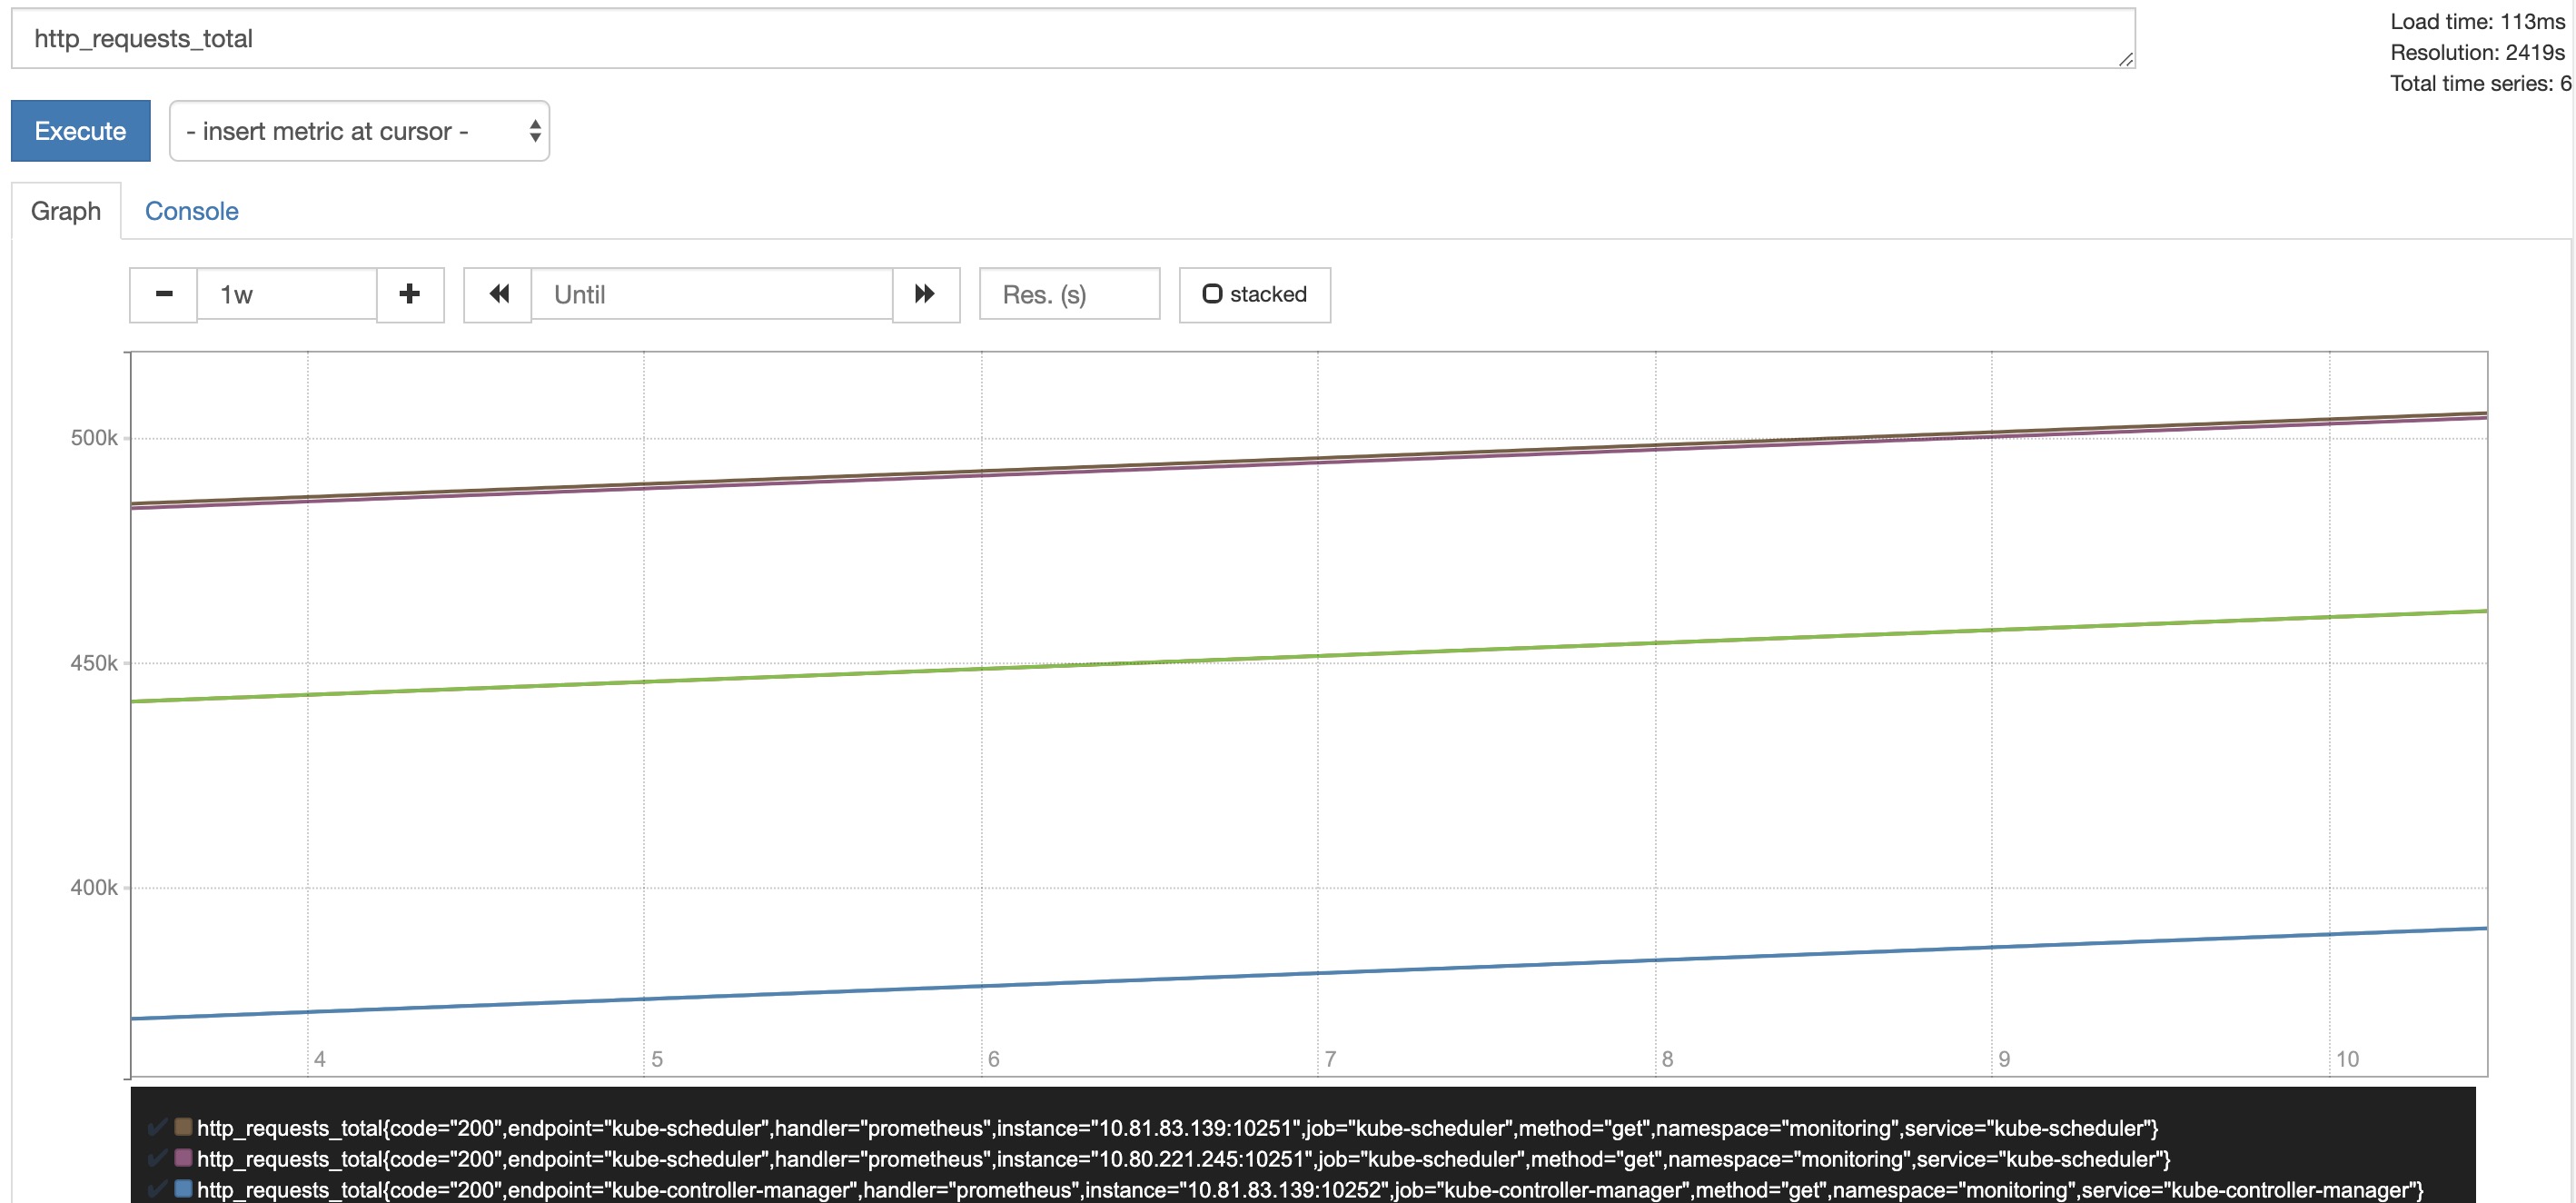 http_requests_total
Load time: 113ms
Resolution: 2419s
Total time series: 6
Execute
- insert metric at cursor -
Graph Console
1w Until Res. (s) stacked
500k
450k
400k
4 5 6 7 8 9 10
http_requests_total{code="200",endpoint="kube-scheduler",handler="prometheus",instance="10.81.83.139:10251",job="kube-scheduler",method="get",namespace="monitoring",service="kube-scheduler"}
http_requests_total{code="200",endpoint="kube-scheduler",handler="prometheus",instance="10.80.221.245:10251",job="kube-scheduler",method="get",namespace="monitoring",service="kube-scheduler"}
http_requests_total{code="200",endpoint="kube-controller-manager",handler="prometheus",instance="10.81.83.139:10252",job="kube-controller-manager",method="get",namespace="monitoring",service="kube-controller-manager"}